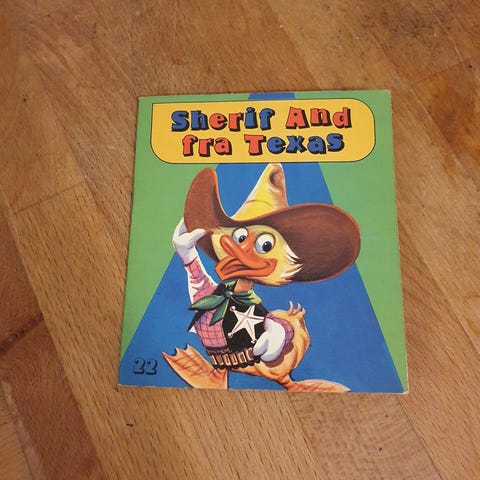 Sherif And
fra Texas
22